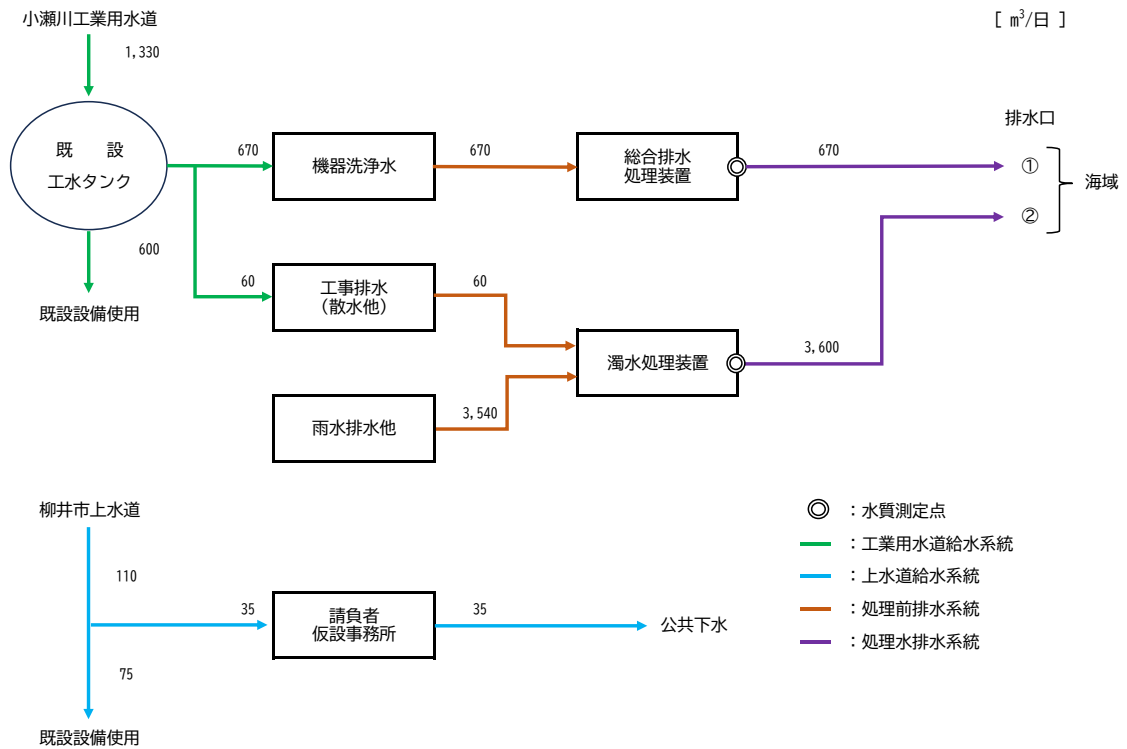 小瀬川工業用水道
[ m³/日 ]
1,330
排水口
既　設
工水タンク
670
機器洗浄水
670
総合排水
処理装置
670
①
海域
②
600
既設設備使用
60
工事排水
（散水他）
60
濁水処理装置
3,600
雨水排水他
3,540
柳井市上水道
110
35
請負者
仮設事務所
35
公共下水
75
既設設備使用
◎ ：水質測定点
：工業用水道給水系統
：上水道給水系統
：処理前排水系統
：処理水排水系統